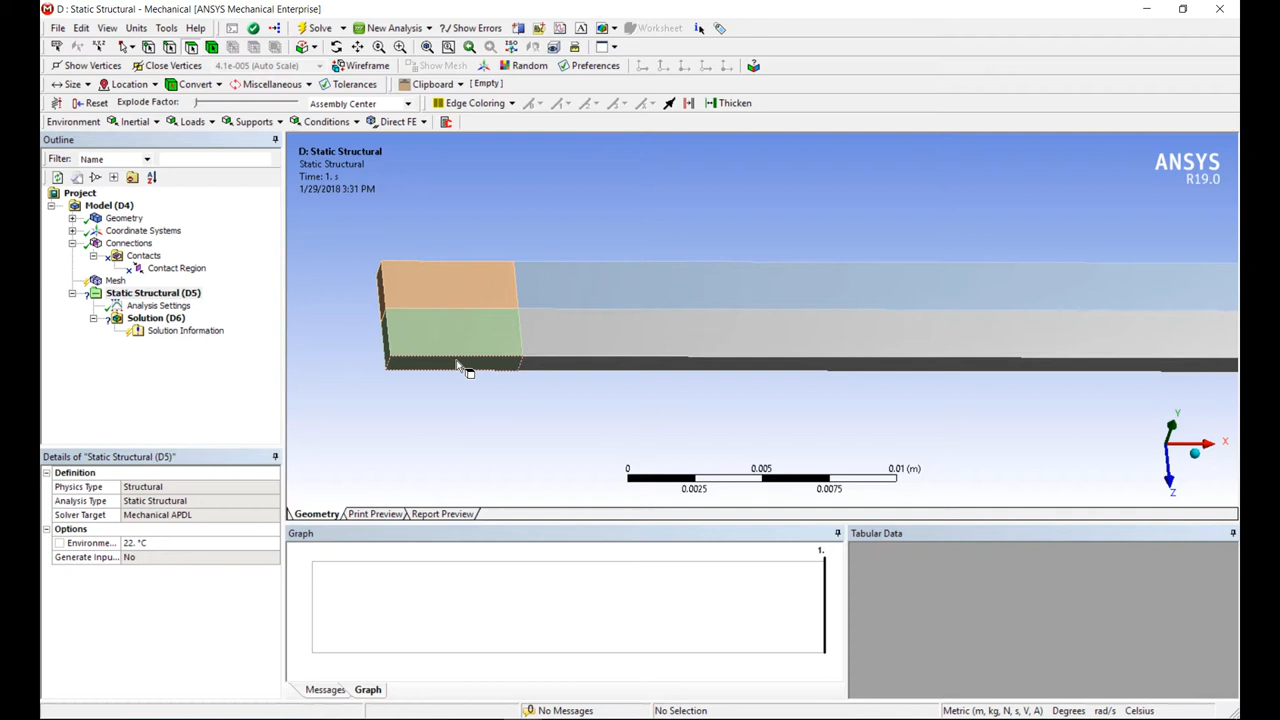 D : Static Structural - Mechanical [ANSYS Mechanical Enterprise]
File Edit View Units Tools Help Solve New Analysis ?/ Show Errors Worksheet
Show Vertices Close Vertices 4.1e-005 (Auto Scale) Wireframe Show Mesh Random Preferences
Size Location Convert Miscellaneous Tolerances Clipboard [ Empty ]
Reset Explode Factor: Assembly Center Edge Coloring Thicken
Environment Inertial Loads Supports Conditions Direct FE
Outline
Filter: Name
Project
Model (D4)
Geometry
Coordinate Systems
Connections
Contacts
Contact Region
Mesh
Static Structural (D5)
Analysis Settings
Solution (D6)
Solution Information
Details of "Static Structural (D5)"
Definition
Physics Type Structural
Analysis Type Static Structural
Solver Target Mechanical APDL
Options
Environme... 22. °C
Generate Inpu... No
D: Static Structural
Static Structural
Time: 1. s
1/29/2018 3:31 PM
ANSYS
R19.0
Y
X
Z
0 0.005 0.01 (m)
0.0025 0.0075
Geometry Print Preview Report Preview
Graph
1.
Tabular Data
Messages Graph
0 No Messages No Selection Metric (m, kg, N, s, V, A) Degrees rad/s Celsius